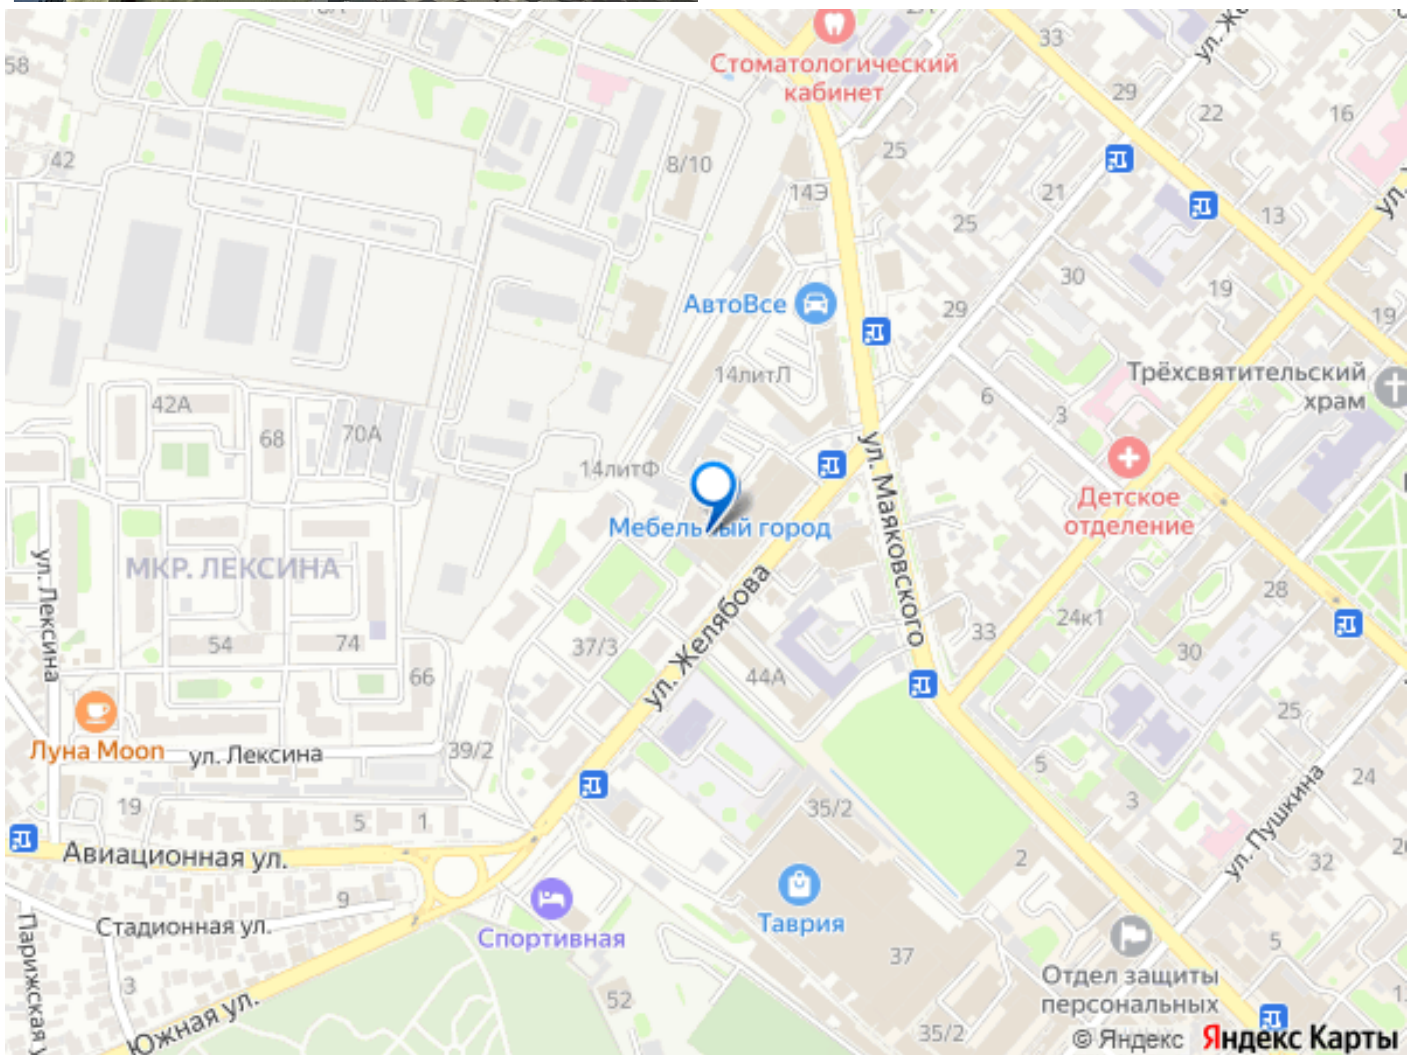 58
33
ул. Же
Стоматологический
кабинет
29
22
16
42
8/10
25
14Э
21
25
13
ул.
30
19
29
19
АвтоВсе
14литЛ
Трёхсвятительский
храм
42А
68
70А
6
3
14литФ
ул. Маяковского
Детское
отделение
Мебельный город
МКР. ЛЕКСИНА
ул. Лексина
ул. Желябова
28
24к1
33
30
54
74
37/3
44А
66
25
Луна Moon
ул. Лексина
39/2
5
24
19
5
1
35/2
3
ул. Пушкина
Авиационная ул.
2
32
9
Стадионная ул.
Спортивная
Таврия
Парижская
3
37
5
Отдел защиты
персональных
52
35/2
Южная ул.
© Яндекс Яндекс Карты